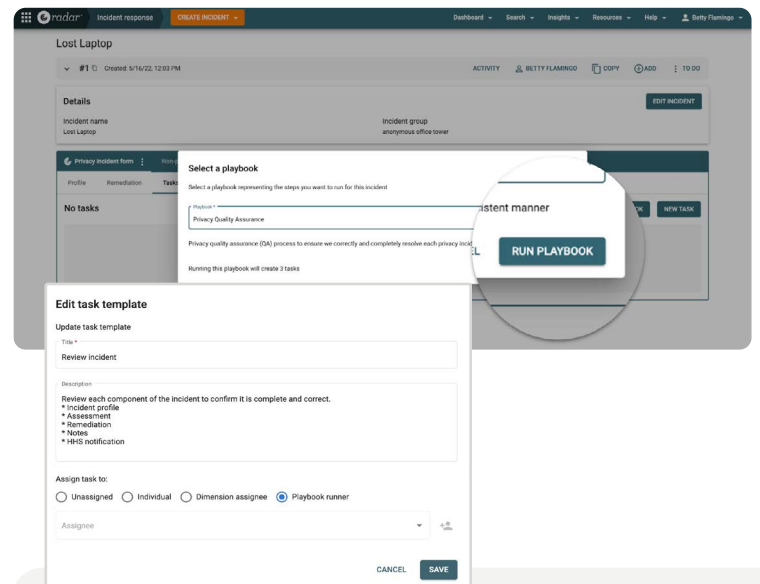 radar Incident response CREATE INCIDENT Dashboard Search Insights Resources Help Betty Flamingo
Lost Laptop
#1 Created: 5/16/22, 12:03 PM ACTIVITY BETTY FLAMINGO COPY ADD TO DO
Details EDIT INCIDENT
Incident name Incident group
Lost Laptop anonymous office tower
Privacy incident form
Profile Remediation Tasks
No tasks NEW TASK
Select a playbook
Select a playbook representing the steps you want to run for this incident
Playbook *
Privacy Quality Assurance
Privacy quality assurance (QA) process to ensure we correctly and completely resolve each privacy incid
Running this playbook will create 3 tasks
istent manner
EL RUN PLAYBOOK
Edit task template
Update task template
Title *
Review incident
Description
Review each component of the incident to confirm it is complete and correct.
* Incident profile
* Assessment
* Remediation
* Notes
* HHS notification
Assign task to:
Unassigned Individual Dimension assignee Playbook runner
Assignee
CANCEL SAVE